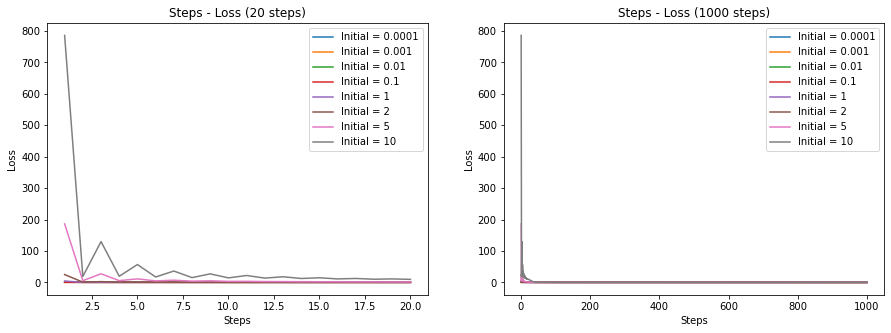 Steps - Loss (20 steps)
800
700
600
500
400
300
200
100
0
Loss
Initial = 0.0001
Initial = 0.001
Initial = 0.01
Initial = 0.1
Initial = 1
Initial = 2
Initial = 5
Initial = 10
2.5 5.0 7.5 10.0 12.5 15.0 17.5 20.0
Steps
Steps - Loss (1000 steps)
800
700
600
500
400
300
200
100
0
Loss
Initial = 0.0001
Initial = 0.001
Initial = 0.01
Initial = 0.1
Initial = 1
Initial = 2
Initial = 5
Initial = 10
0 200 400 600 800 1000
Steps